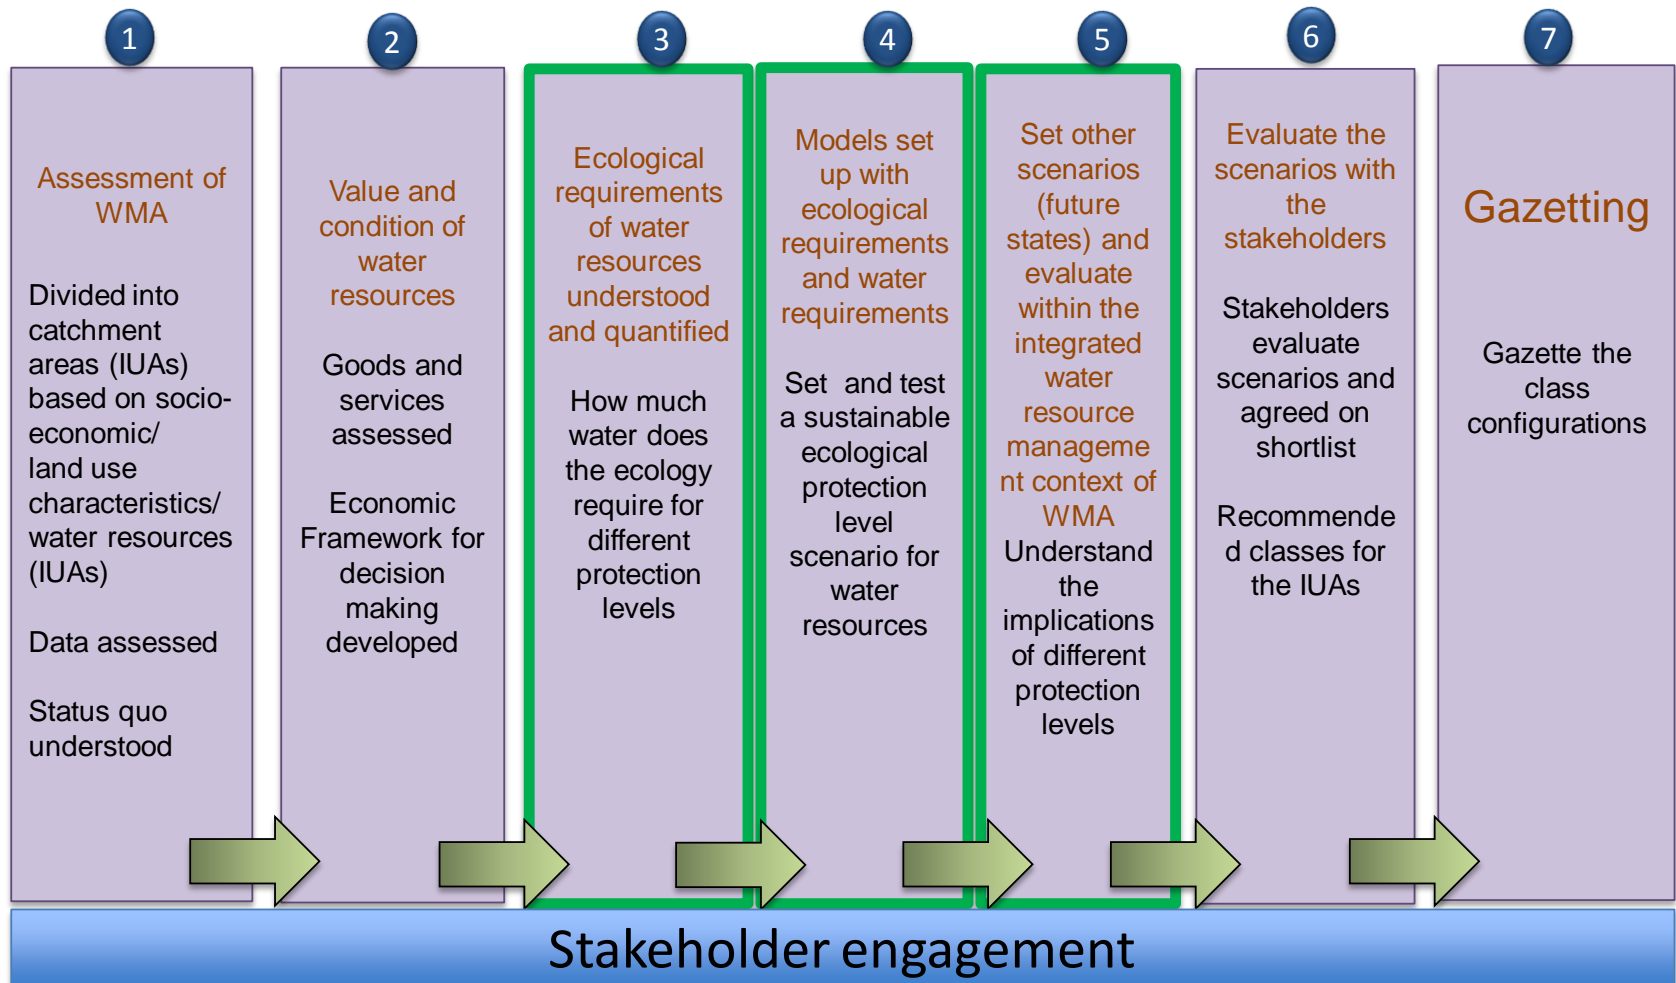 1
Assessment of
WMA
Divided into
catchment
areas (IUAs)
based on socio-
economic/
land use
characteristics/
water resources
(IUAs)
Data assessed
Status quo
understood
2
Value and
condition of
water
resources
Goods and
services
assessed
Economic
Framework for
decision
making
developed
3
Ecological
requirements
of water
resources
understood
and quantified
How much
water does
the ecology
require for
different
protection
levels
4
Models set
up with
ecological
requirements
and water
requirements
Set and test
a sustainable
ecological
protection
level
scenario for
water
resources
5
Set other
scenarios
(future
states) and
evaluate
within the
integrated
water
resource
manageme
nt context of
WMA
Understand
the
implications
of different
protection
levels
6
Evaluate the
scenarios with
the
stakeholders
Stakeholders
evaluate
scenarios and
agreed on
shortlist
Recommende
d classes for
the IUAs
7
Gazetting
Gazette the
class
configurations
Stakeholder engagement